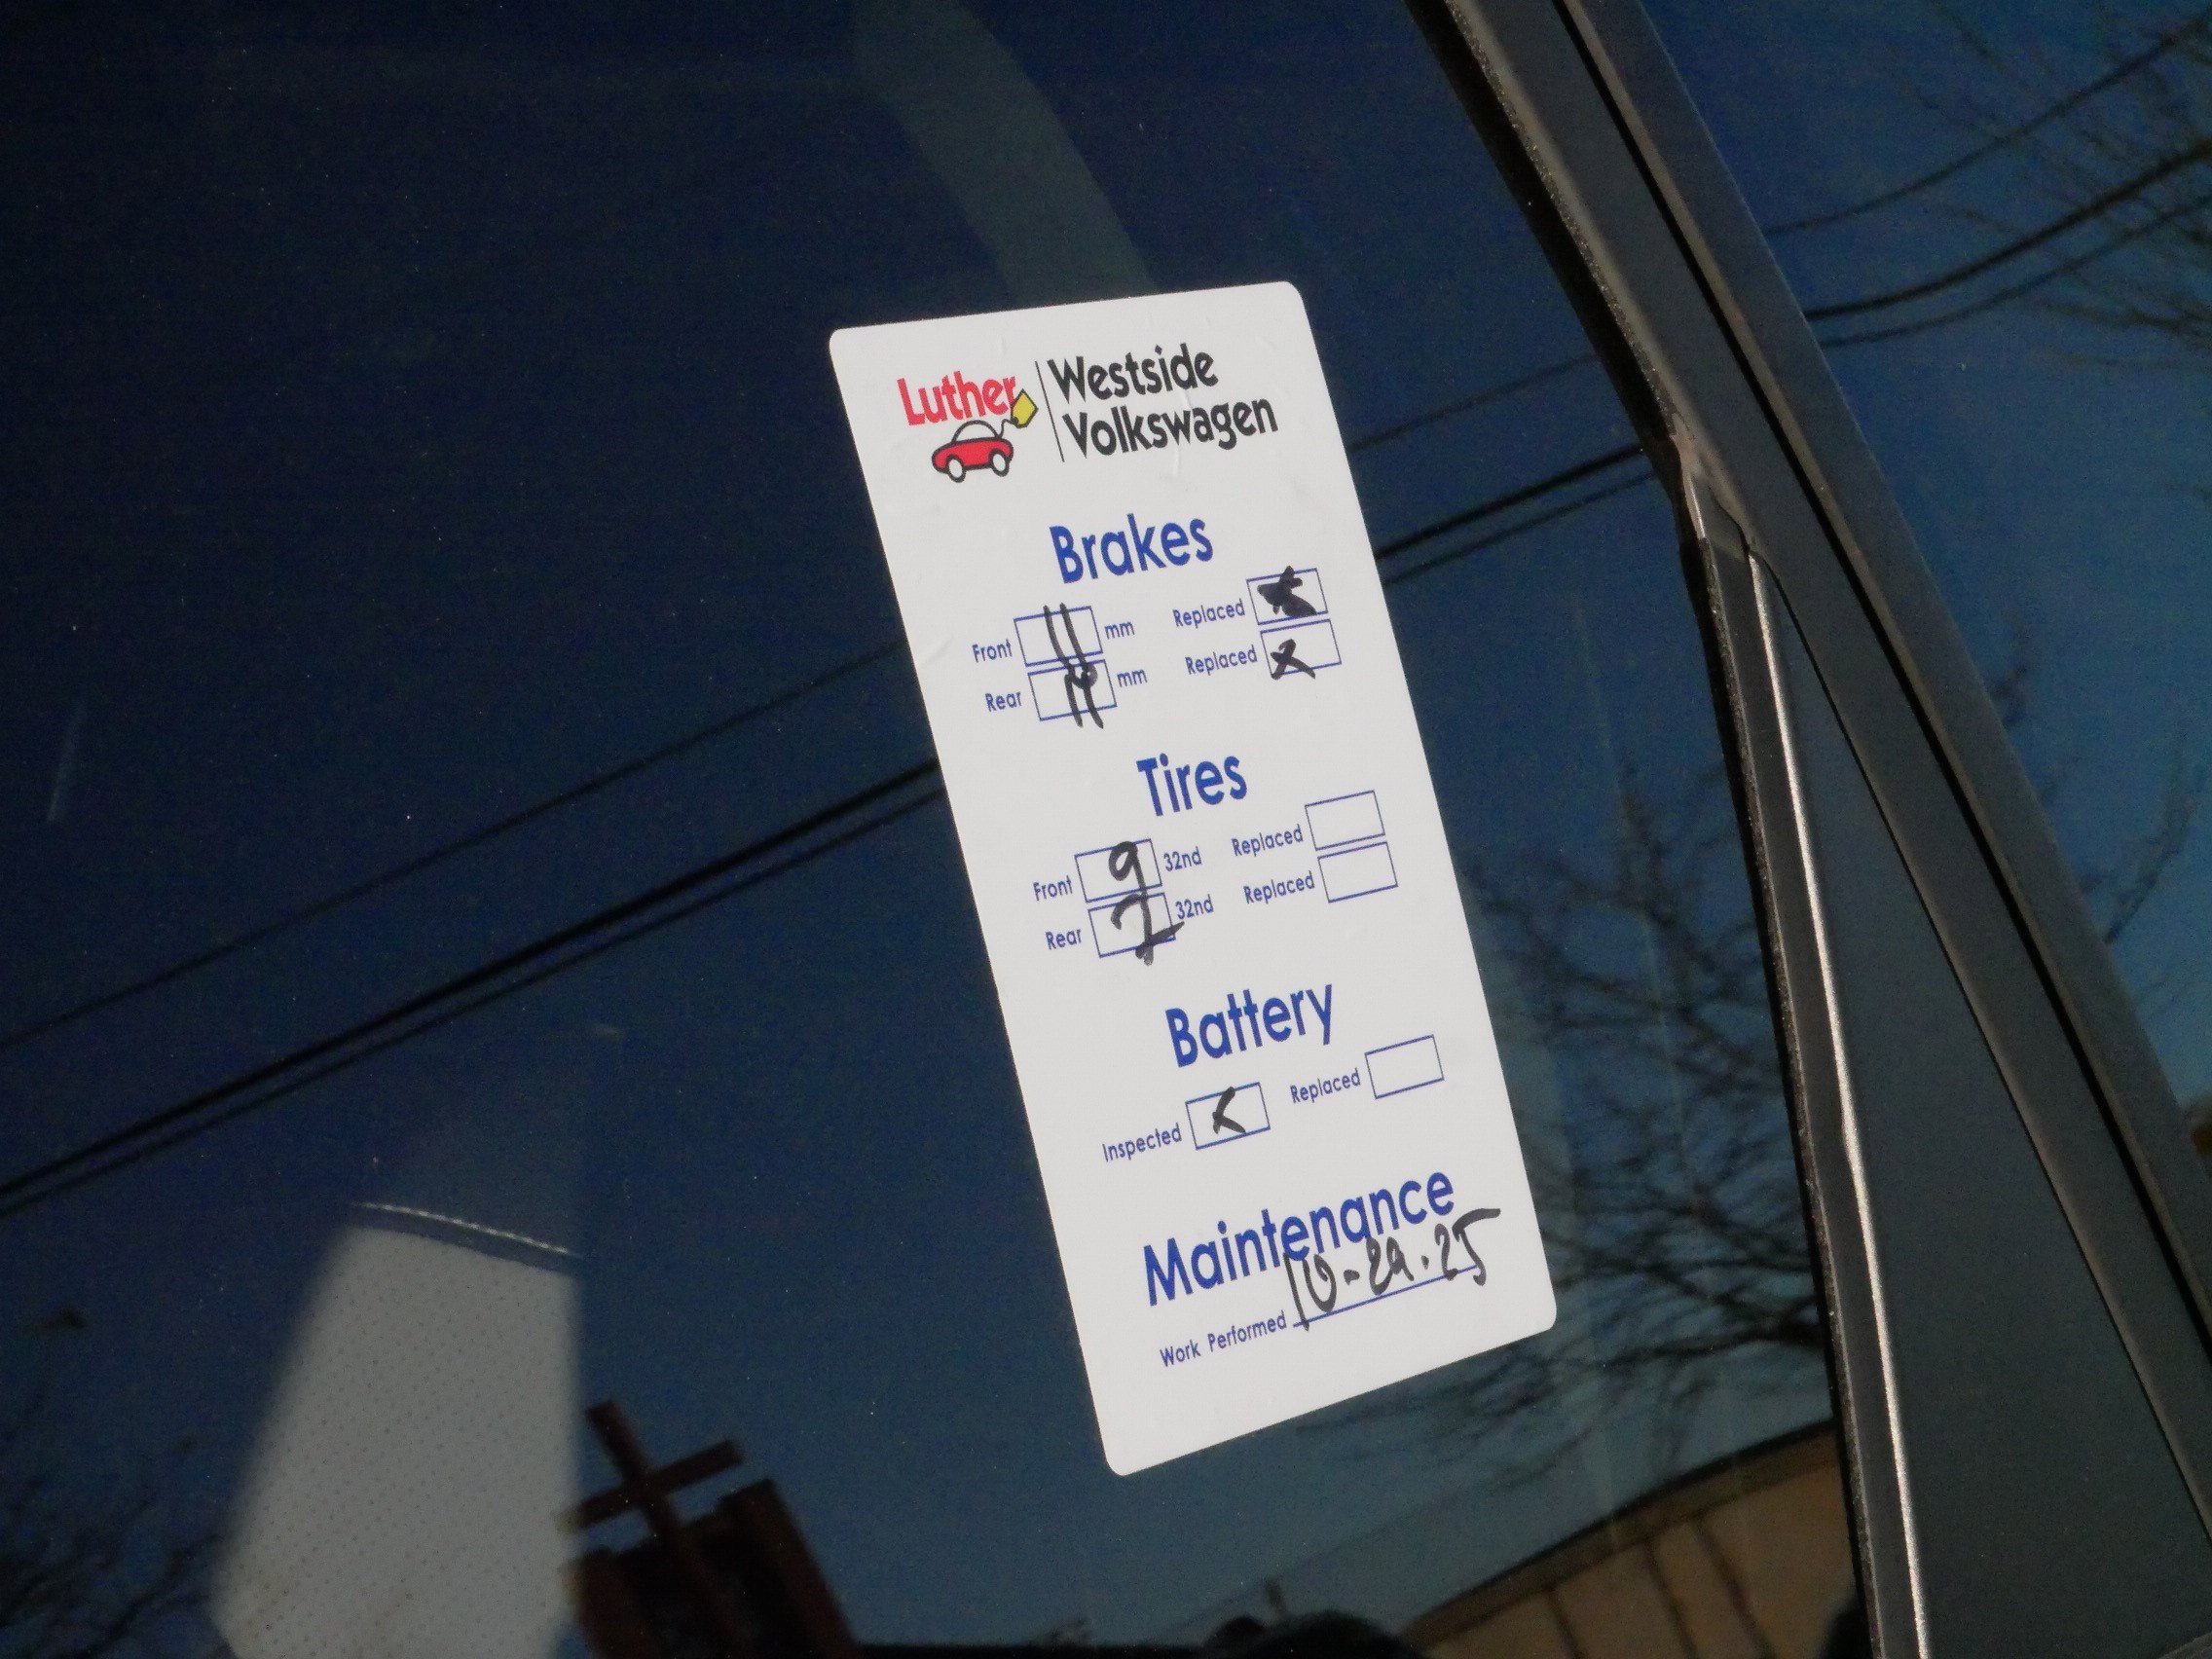 Luther Westside
Volkswagen
Brakes
Front 11 mm Replaced X
Rear 11 mm Replaced X
Tires
Front 9 32nd Replaced
Rear 7 32nd Replaced
Battery
Inspected X Replaced
Maintenance
Work Performed 10-29-25